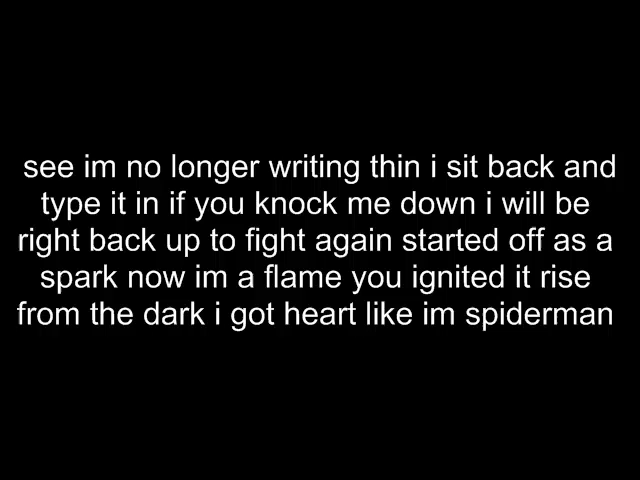 see im no longer writing thin i sit back and
type it in if you knock me down i will be
right back up to fight again started off as a
spark now im a flame you ignited it rise
from the dark i got heart like im spiderman